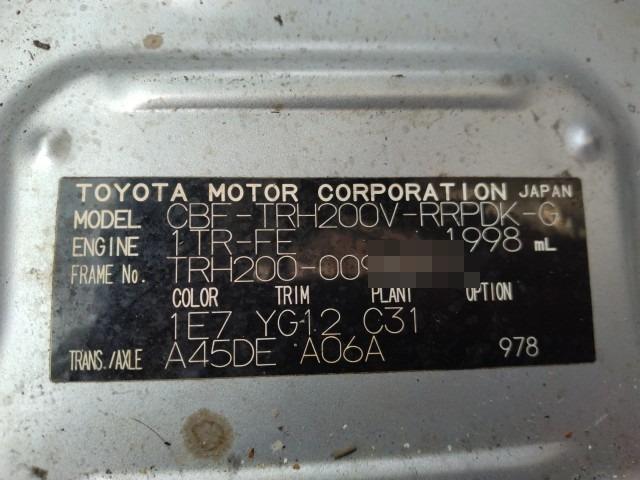 TOYOTA MOTOR CORPORATION JAPAN
MODEL CBF-TRH200V-RRPDK-G
ENGINE 1TR-FE 1998 mL
FRAME No. TRH200-009
COLOR TRIM PLANT OPTION
1E7 YG12 C31
TRANS./AXLE A45DE A06A 978